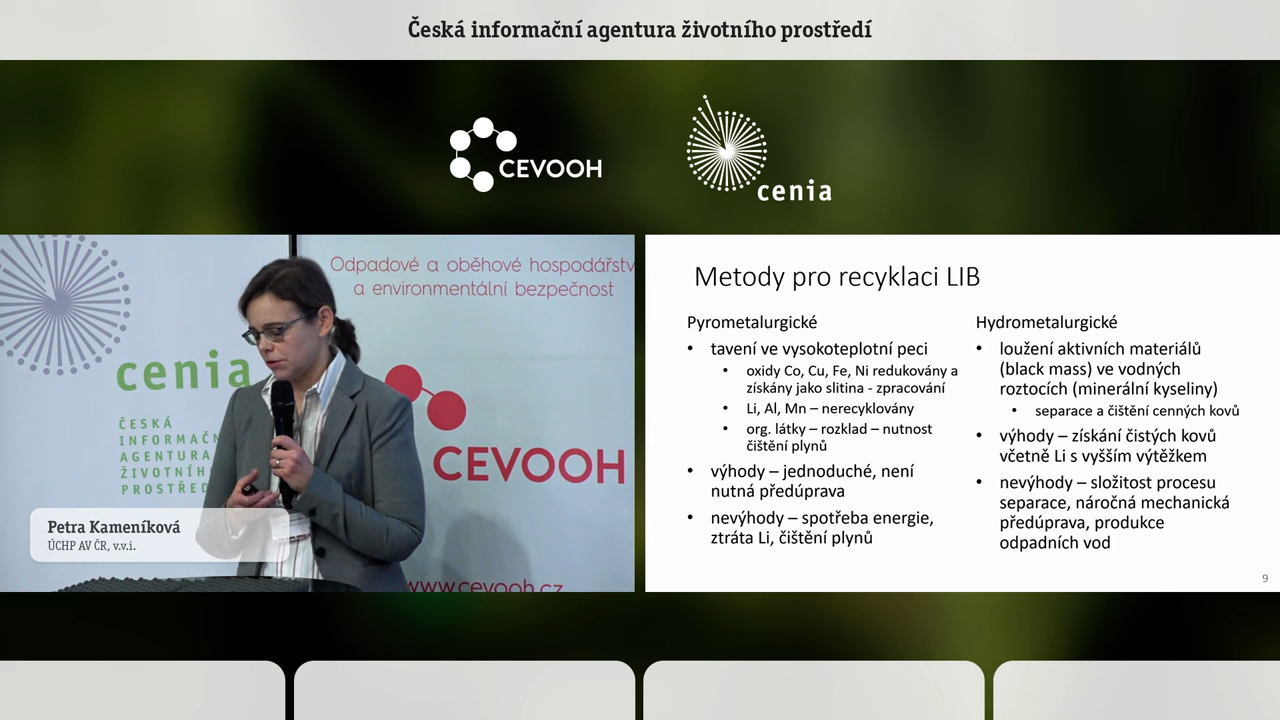 Česká informační agentura životního prostředí
CEVOOH
cenia
Odpadové a oběhové hospodářstv
a environmentální bezpečnost
cenia
ČESKÁ
INFORMAČN
AGENTURA
ŽIVOTNÍH
PROSTŘED
CEVOOH
www.cevooh.cz
Petra Kameníková
ÚCHP AV ČR, v.v.i.
Metody pro recyklaci LIB
Pyrometalurgické
• tavení ve vysokoteplotní peci
• oxidy Co, Cu, Fe, Ni redukovány a
získány jako slitina - zpracování
• Li, Al, Mn – nerecyklovány
• org. látky – rozklad – nutnost
čištění plynů
• výhody – jednoduché, není
nutná předúprava
• nevýhody – spotřeba energie,
ztráta Li, čištění plynů
Hydrometalurgické
• loužení aktivních materiálů
(black mass) ve vodných
roztocích (minerální kyseliny)
• separace a čištění cenných kovů
• výhody – získání čistých kovů
včetně Li s vyšším výtěžkem
• nevýhody – složitost procesu
separace, náročná mechanická
předúprava, produkce
odpadních vod
9